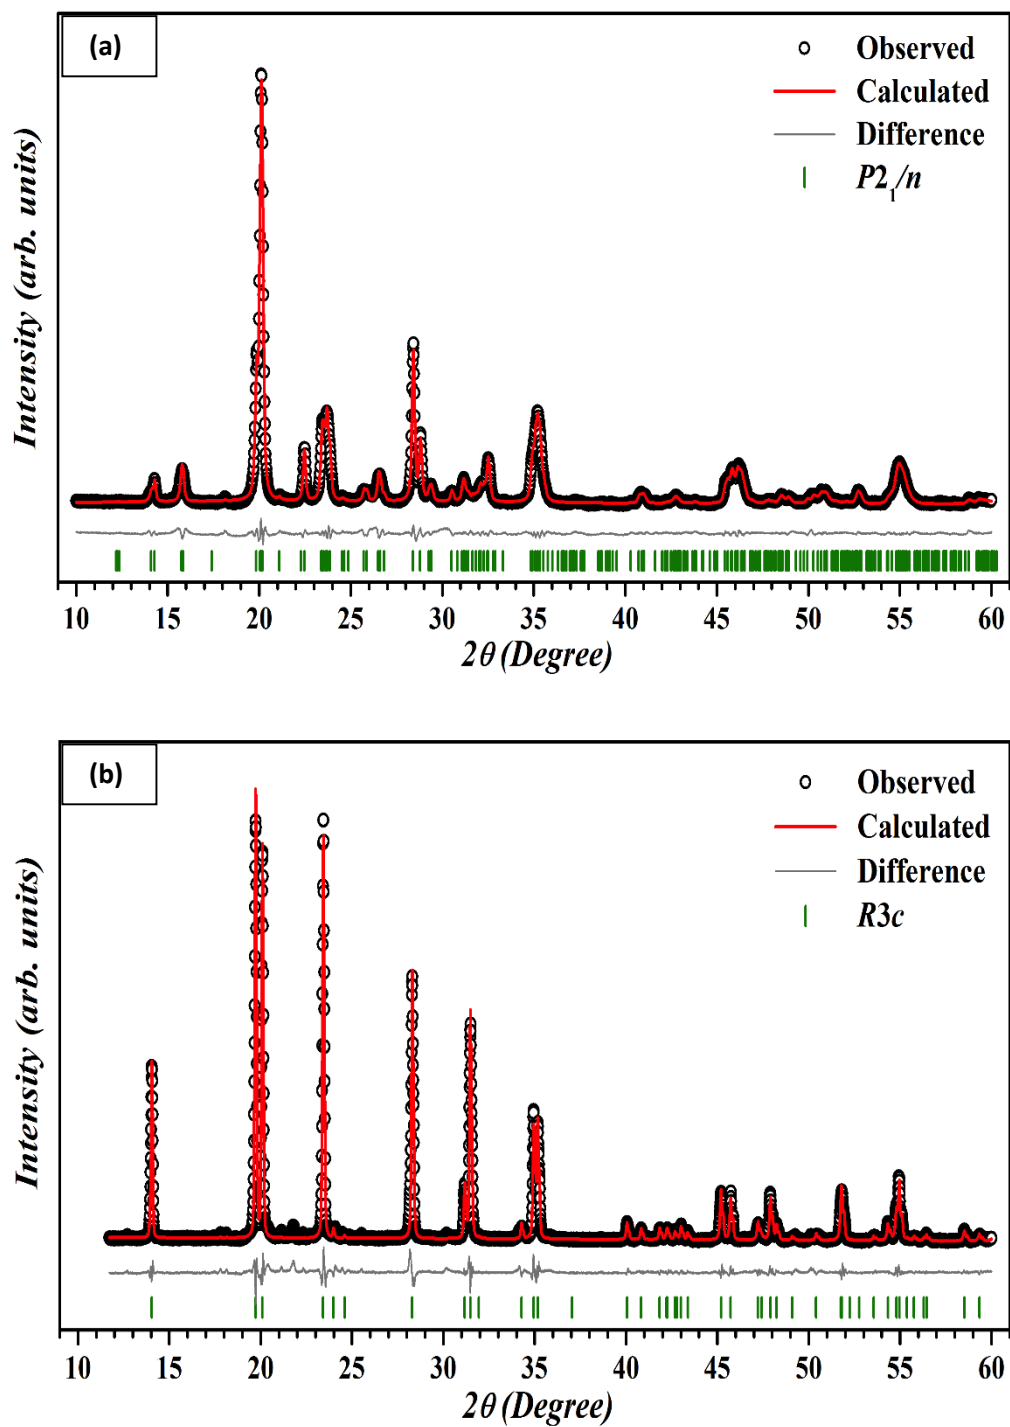 (a)
Observed
Calculated
Difference
P2₁/n
Intensity (arb. units)
10 15 20 25 30 35 40 45 50 55 60
2θ (Degree)
(b)
Observed
Calculated
Difference
R3c
Intensity (arb. units)
10 15 20 25 30 35 40 45 50 55 60
2θ (Degree)